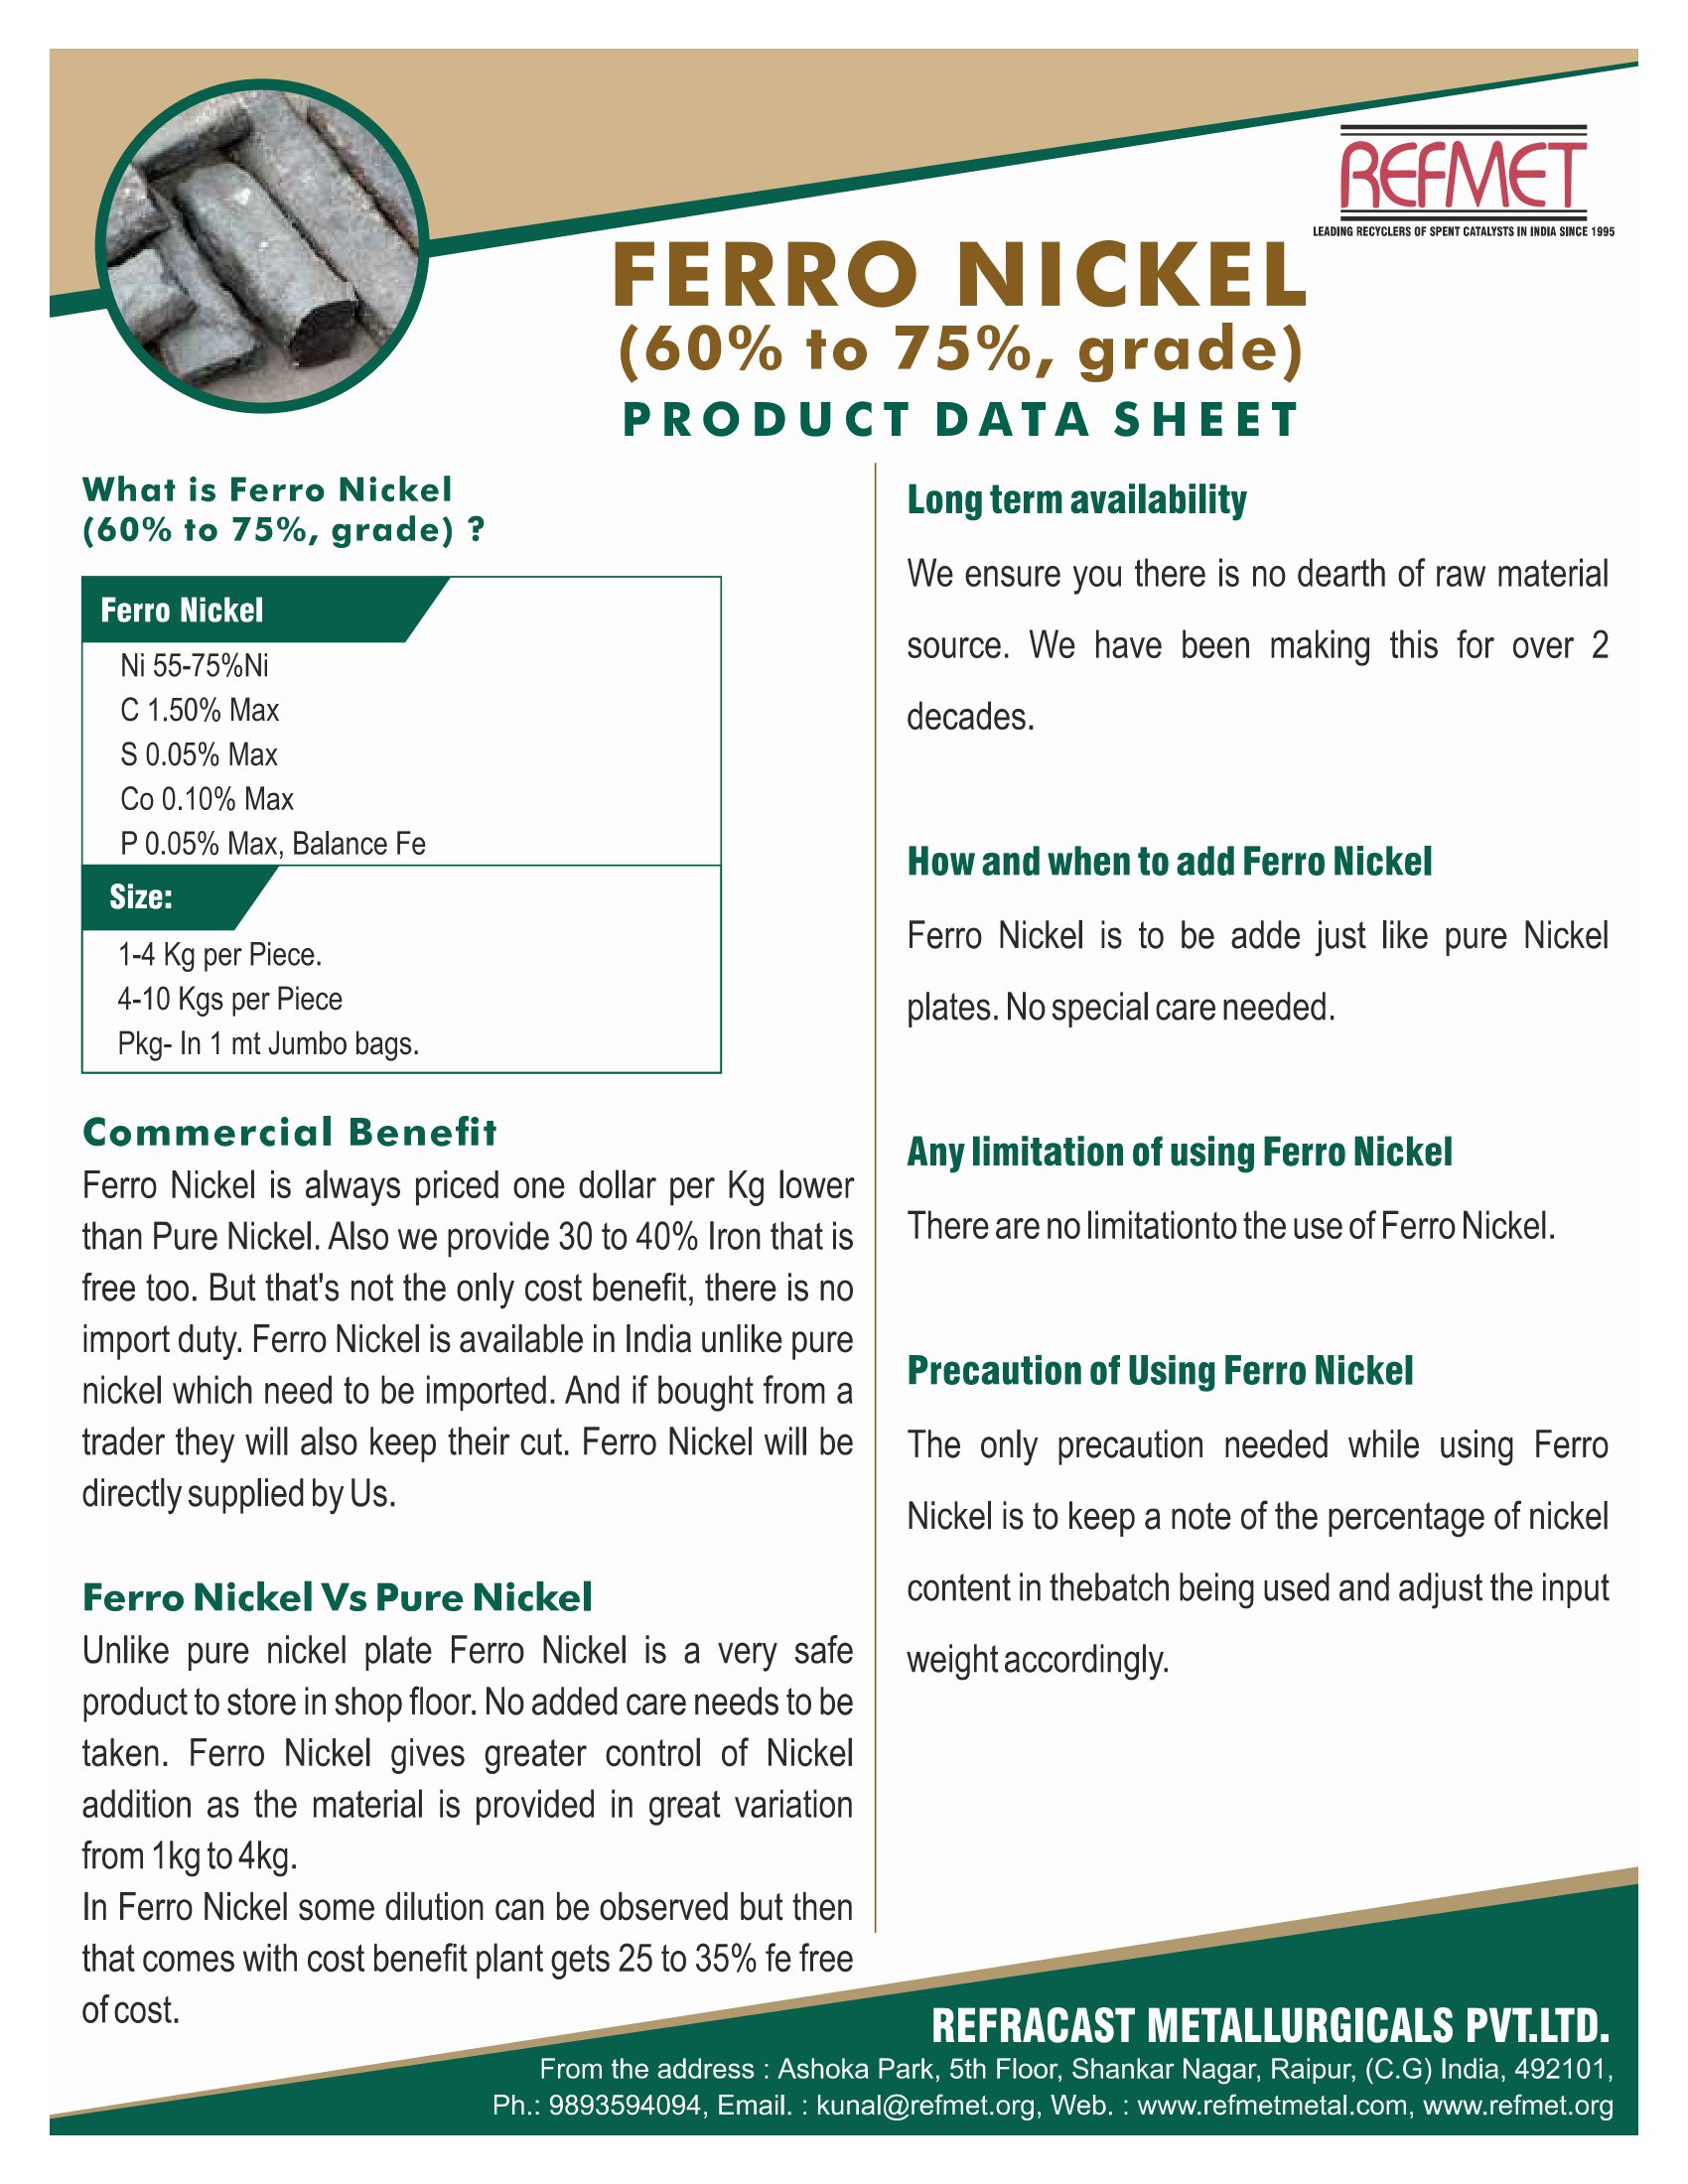 REFMET
LEADING RECYCLERS OF SPENT CATALYSTS IN INDIA SINCE 1995
FERRO NICKEL
(60% to 75%, grade)
PRODUCT DATA SHEET
What is Ferro Nickel
(60% to 75%, grade) ?
Ferro Nickel
Ni 55-75%Ni
C 1.50% Max
S 0.05% Max
Co 0.10% Max
P 0.05% Max, Balance Fe
Size:
1-4 Kg per Piece.
4-10 Kgs per Piece
Pkg- In 1 mt Jumbo bags.
Commercial Benefit
Ferro Nickel is always priced one dollar per Kg lower
than Pure Nickel. Also we provide 30 to 40% Iron that is
free too. But that's not the only cost benefit, there is no
import duty. Ferro Nickel is available in India unlike pure
nickel which need to be imported. And if bought from a
trader they will also keep their cut. Ferro Nickel will be
directly supplied by Us.
Ferro Nickel Vs Pure Nickel
Unlike pure nickel plate Ferro Nickel is a very safe
product to store in shop floor. No added care needs to be
taken. Ferro Nickel gives greater control of Nickel
addition as the material is provided in great variation
from 1kg to 4kg.
In Ferro Nickel some dilution can be observed but then
that comes with cost benefit plant gets 25 to 35% fe free
of cost.
Long term availability
We ensure you there is no dearth of raw material
source. We have been making this for over 2
decades.
How and when to add Ferro Nickel
Ferro Nickel is to be adde just like pure Nickel
plates. No special care needed.
Any limitation of using Ferro Nickel
There are no limitationto the use of Ferro Nickel.
Precaution of Using Ferro Nickel
The only precaution needed while using Ferro
Nickel is to keep a note of the percentage of nickel
content in thebatch being used and adjust the input
weight accordingly.
REFRACAST METALLURGICALS PVT.LTD.
From the address : Ashoka Park, 5th Floor, Shankar Nagar, Raipur, (C.G) India, 492101,
Ph.: 9893594094, Email. : kunal@refmet.org, Web. : www.refmetmetal.com, www.refmet.org